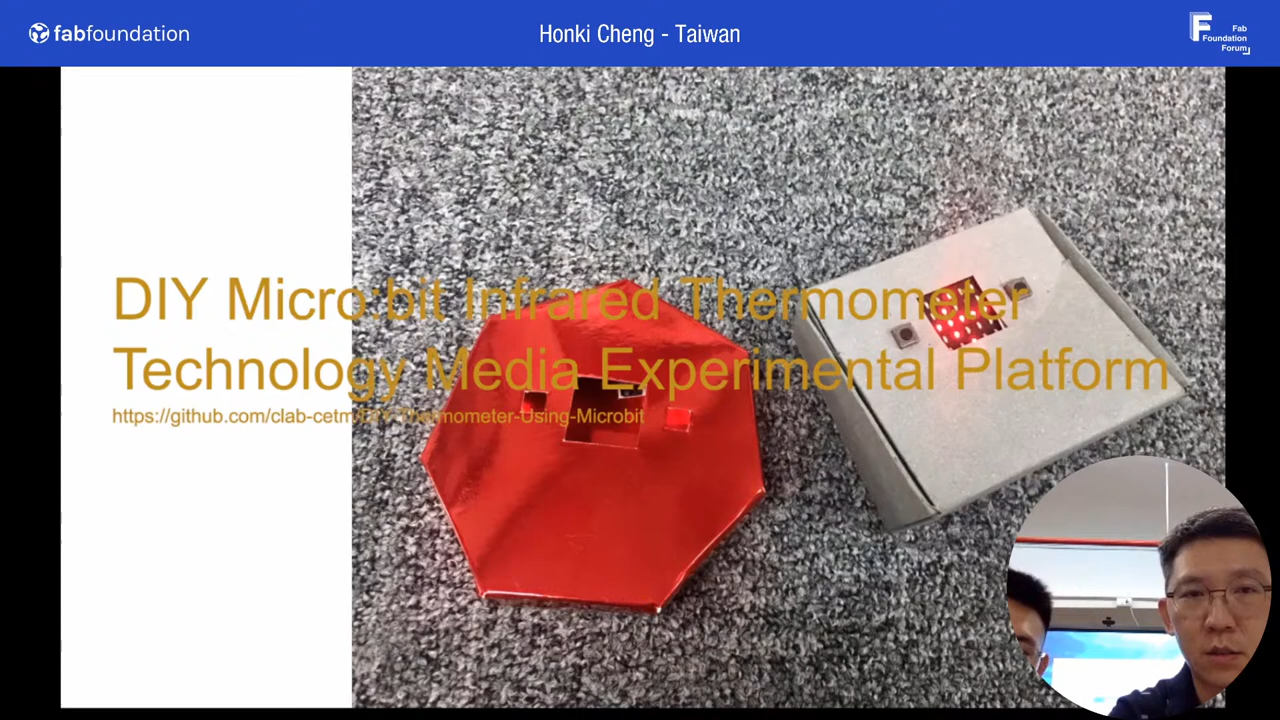 fabfoundation
Honki Cheng - Taiwan
Fab
Foundation
Forum
DIY Micro:bit Infrared Thermometer
Technology Media Experimental Platform